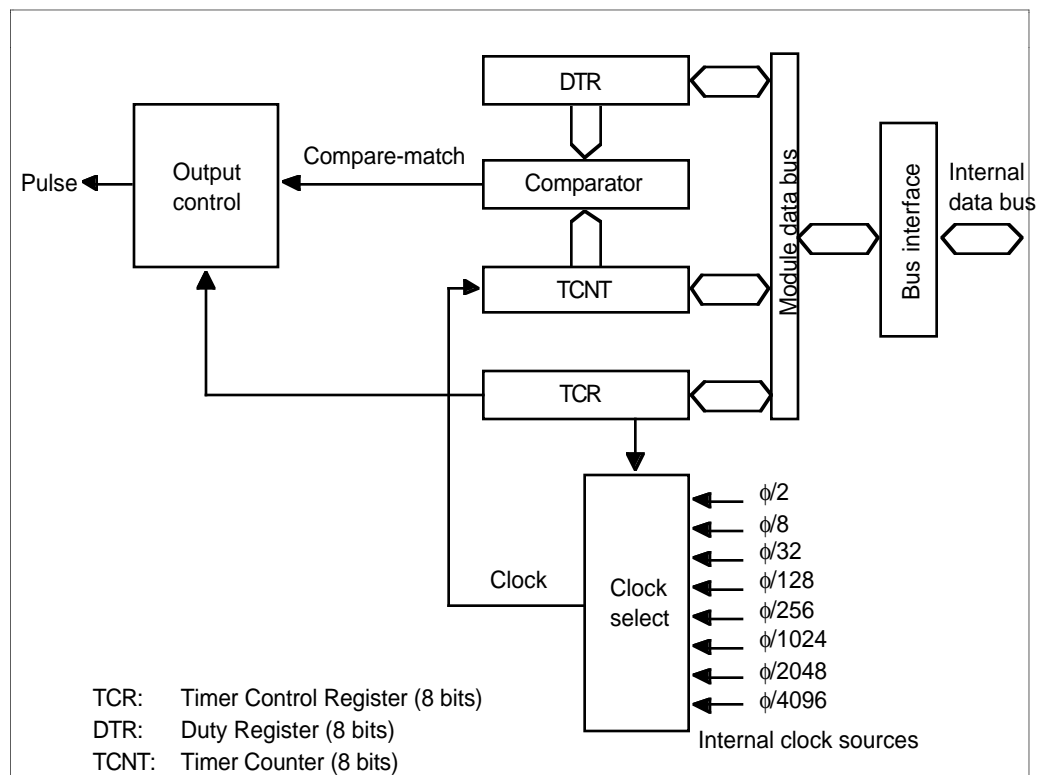 DTR
Compare-match
Comparator
Output
control
Pulse
TCNT
TCR
Module data bus
Bus interface
Internal
data bus
Clock
Clock
select
ϕ/2
ϕ/8
ϕ/32
ϕ/128
ϕ/256
ϕ/1024
ϕ/2048
ϕ/4096
Internal clock sources
TCR: Timer Control Register (8 bits)
DTR: Duty Register (8 bits)
TCNT: Timer Counter (8 bits)